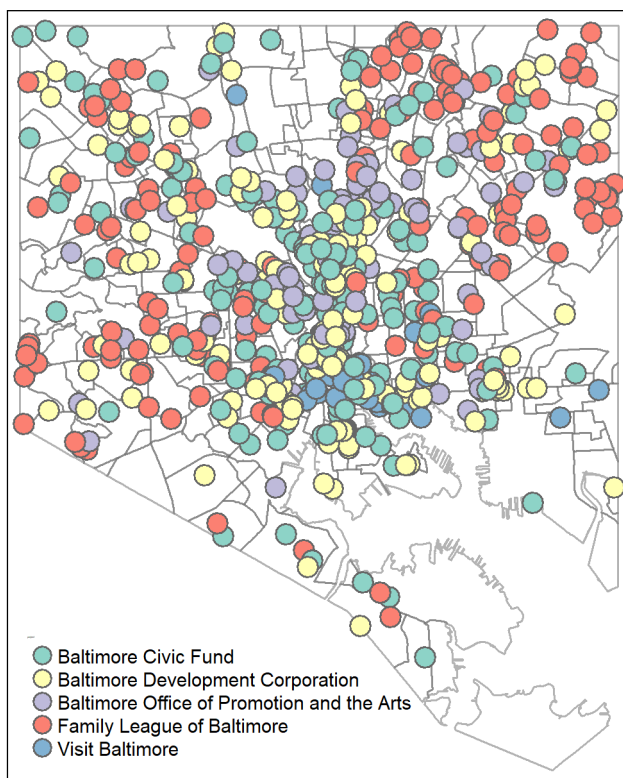 Baltimore Civic Fund
Baltimore Development Corporation
Baltimore Office of Promotion and the Arts
Family League of Baltimore
Visit Baltimore